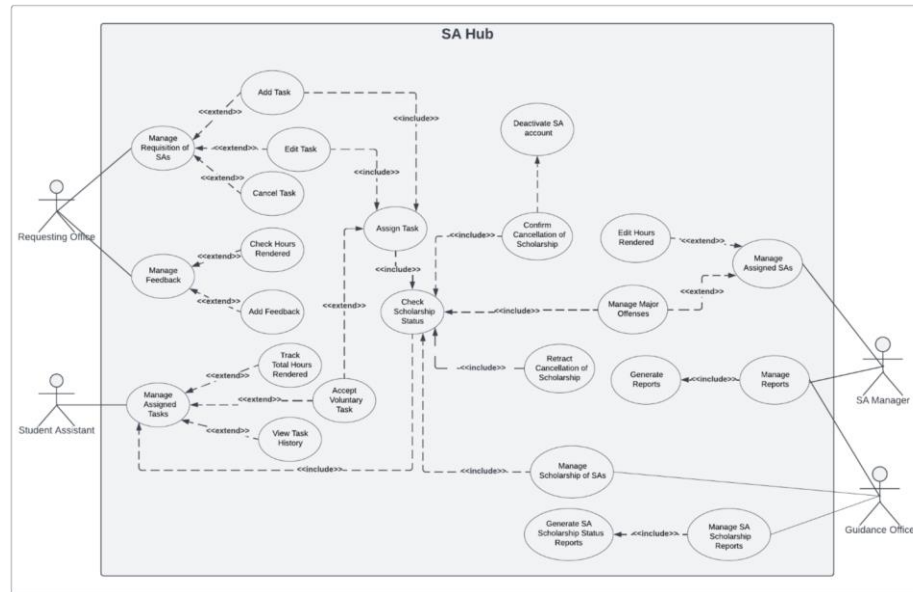 SA Hub
Add Task
<<extend>>
<<include>>
Deactivate SA
account
Manage
Requisition of
SAs
<<extend>>
Edit Task
<<include>>
<<extend>>
Cancel Task
Requesting Office
Assign Task
<<include>>
Confirm
Cancellation of
Scholarship
Edit Hours
Rendered
<<extend>>
Manage
Assigned SAs
Check Hours
Rendered
<<extend>>
Manage
Feedback
<<extend>>
Add Feedback
<<include>>
<<extend>>
Check
Scholarship
Status
<<include>>
Manage Major
Offenses
<<extend>>
Track
Total Hours
Rendered
<<extend>>
<<include>>
Retract
Cancellation of
Scholarship
Generate
Reports
<<include>>
Manage
Reports
SA Manager
Manage
Assigned
Tasks
<<extend>>
Accept
Voluntary
Task
Student Assistant
<<extend>>
View Task
History
<<include>>
<<include>>
Manage
Scholarship of SAs
Guidance Office
Generate SA
Scholarship Status
Reports
<<include>>
Manage SA
Scholarship
Reports